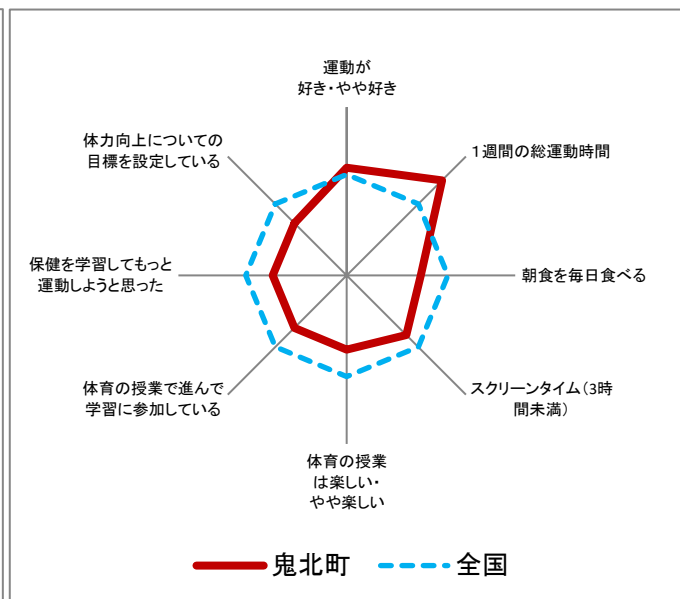 運動が
好き・やや好き
1週間の総運動時間
朝食を毎日食べる
スクリーンタイム（3時
間未満）
体育の授業
は楽しい・
やや楽しい
体育の授業で進んで
学習に参加している
保健を学習してもっと
運動しようと思った
体力向上についての
目標を設定している
鬼北町
全国